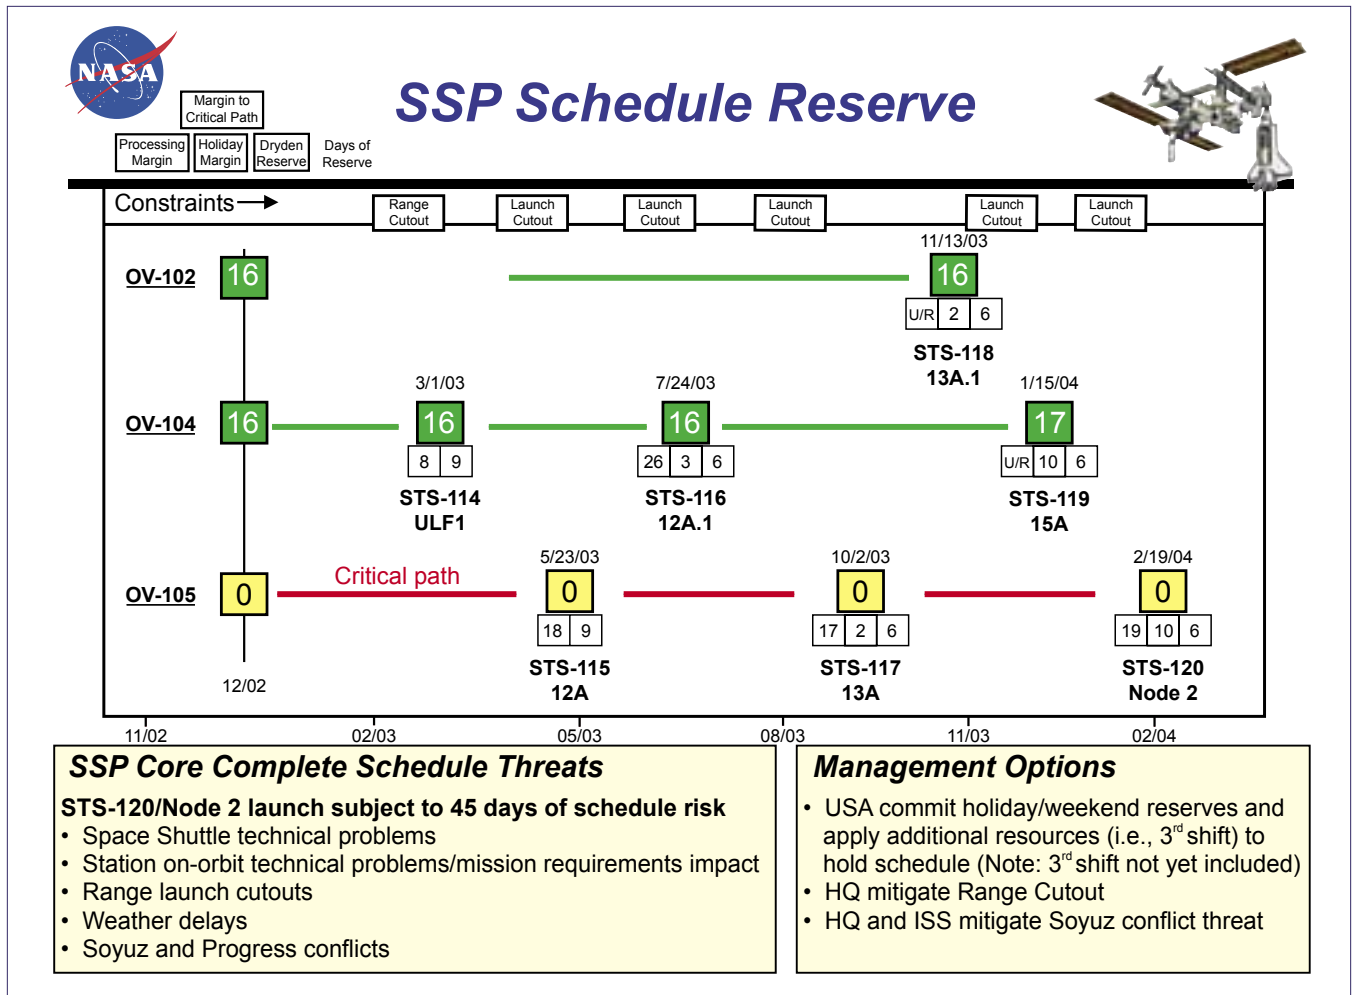 NASA
SSP Schedule Reserve
Margin to
Critical Path
Processing
Margin
Holiday
Margin
Dryden
Reserve
Days of
Reserve
Constraints
Range
Cutout
Launch
Cutout
Launch
Cutout
Launch
Cutout
Launch
Cutout
Launch
Cutout
OV-102
16
11/13/03
16
U/R 2 6
STS-118
13A.1
OV-104
16
3/1/03
16
8 9
STS-114
ULF1
7/24/03
16
26 3 6
STS-116
12A.1
1/15/04
17
U/R 10 6
STS-119
15A
OV-105
0
Critical path
5/23/03
0
18 9
STS-115
12A
10/2/03
0
17 2 6
STS-117
13A
2/19/04
0
19 10 6
STS-120
Node 2
12/02
11/02 02/03 05/03 08/03 11/03 02/04
SSP Core Complete Schedule Threats
STS-120/Node 2 launch subject to 45 days of schedule risk
• Space Shuttle technical problems
• Station on-orbit technical problems/mission requirements impact
• Range launch cutouts
• Weather delays
• Soyuz and Progress conflicts
Management Options
• USA commit holiday/weekend reserves and
apply additional resources (i.e., 3rd shift) to
hold schedule (Note: 3rd shift not yet included)
• HQ mitigate Range Cutout
• HQ and ISS mitigate Soyuz conflict threat